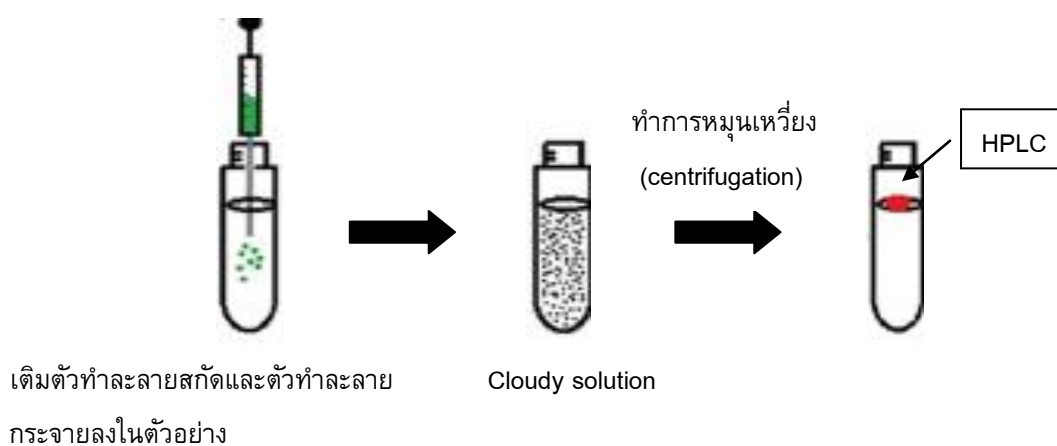 ทำการหมุนเหวี่ยง
(centrifugation)
HPLC
เติมตัวทำละลายสกัดและตัวทำละลาย
กระจายลงในตัวอย่าง
Cloudy solution